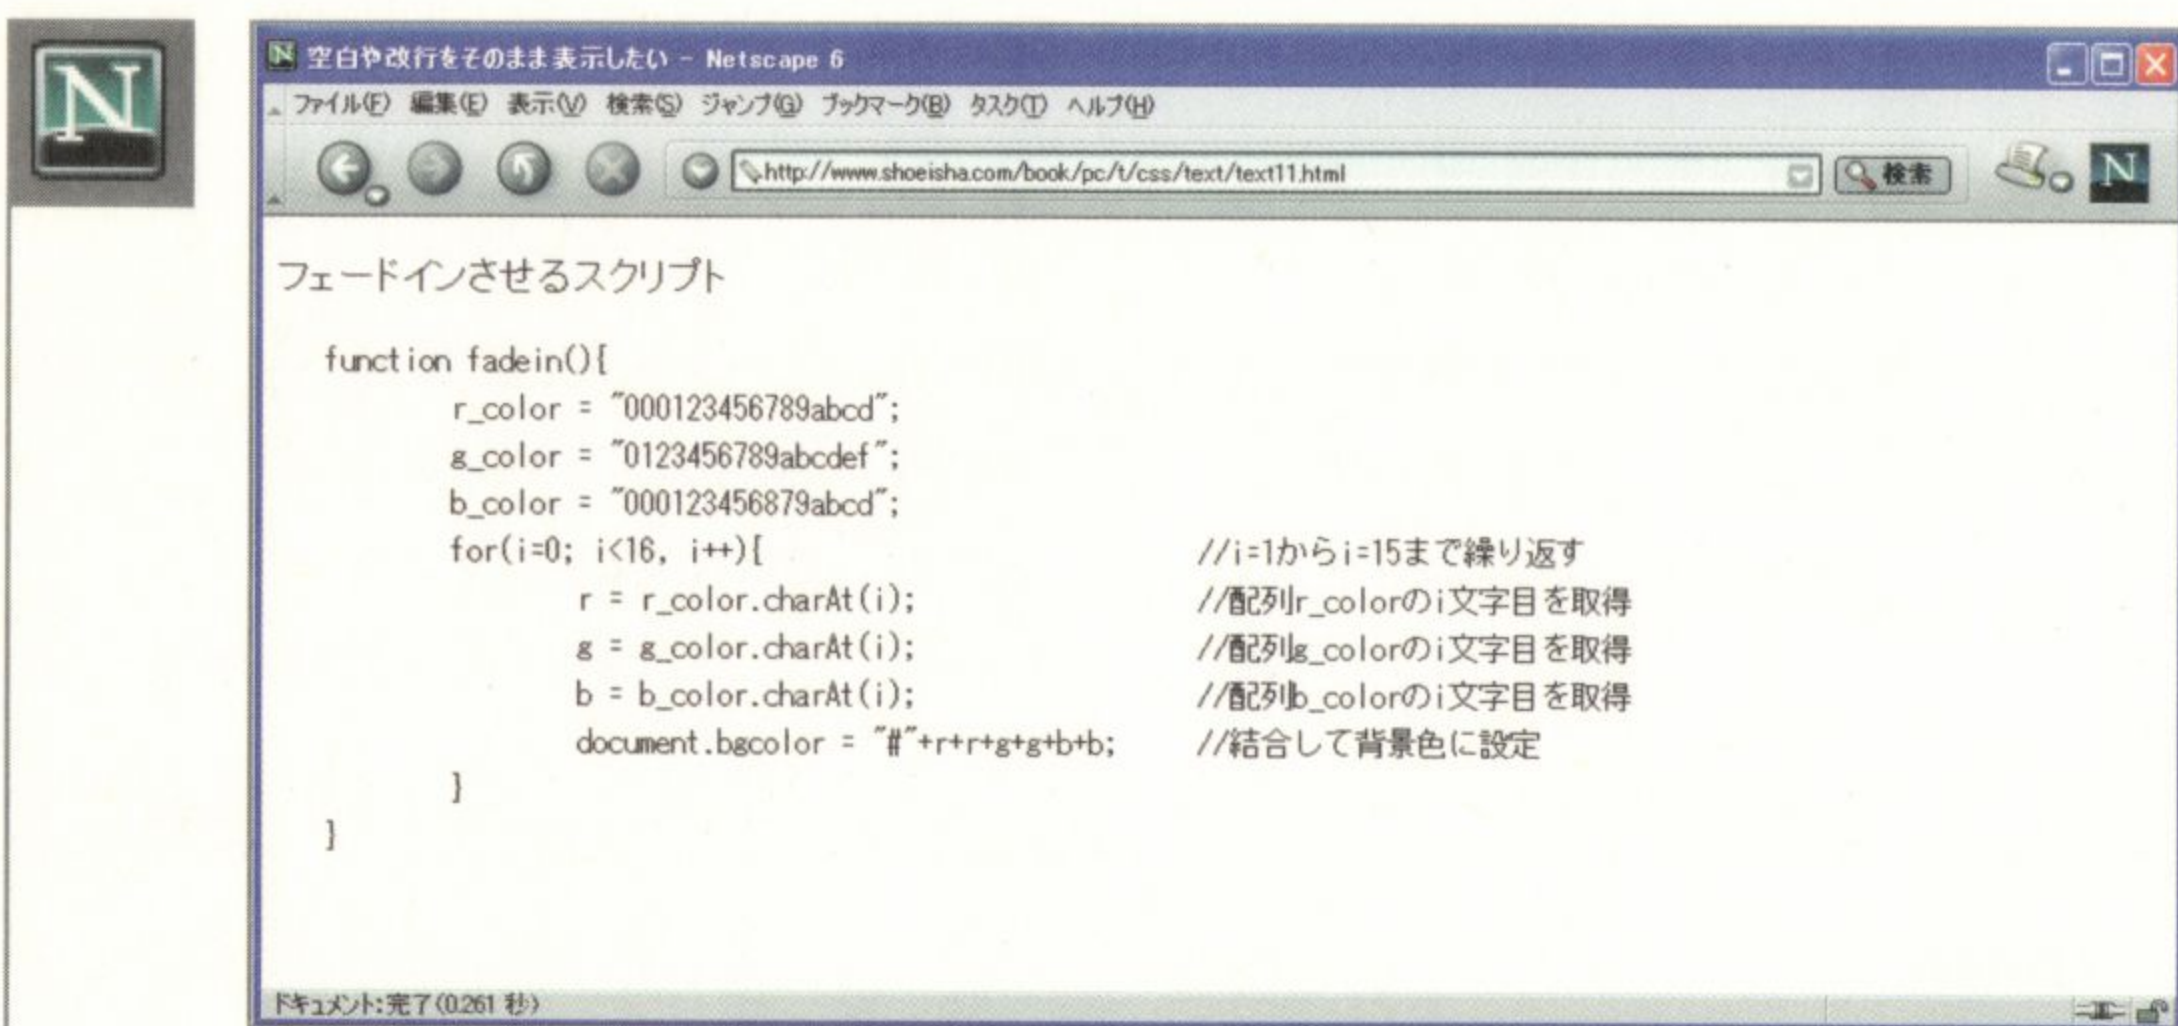 N
空白や改行をそのまま表示したい - Netscape 6
ファイル(F) 編集(E) 表示(V) 検索(S) ジャンプ(G) ブックマーク(B) タスク(T) ヘルプ(H)
http://www.shoeisha.com/book/pc/t/css/text/text11.html 検索 N
フェードインさせるスクリプト
function fadein(){
r_color = "000123456789abcd";
g_color = "0123456789abcdef";
b_color = "000123456879abcd";
for(i=0; i<16, i++){ //i=1からi=15まで繰り返す
r = r_color.charAt(i); //配列r_colorのi文字目を取得
g = g_color.charAt(i); //配列g_colorのi文字目を取得
b = b_color.charAt(i); //配列b_colorのi文字目を取得
document.bgcolor = "#"+r+r+g+g+b+b; //結合して背景色に設定
}
}
ドキュメント:完了(0.261 秒)